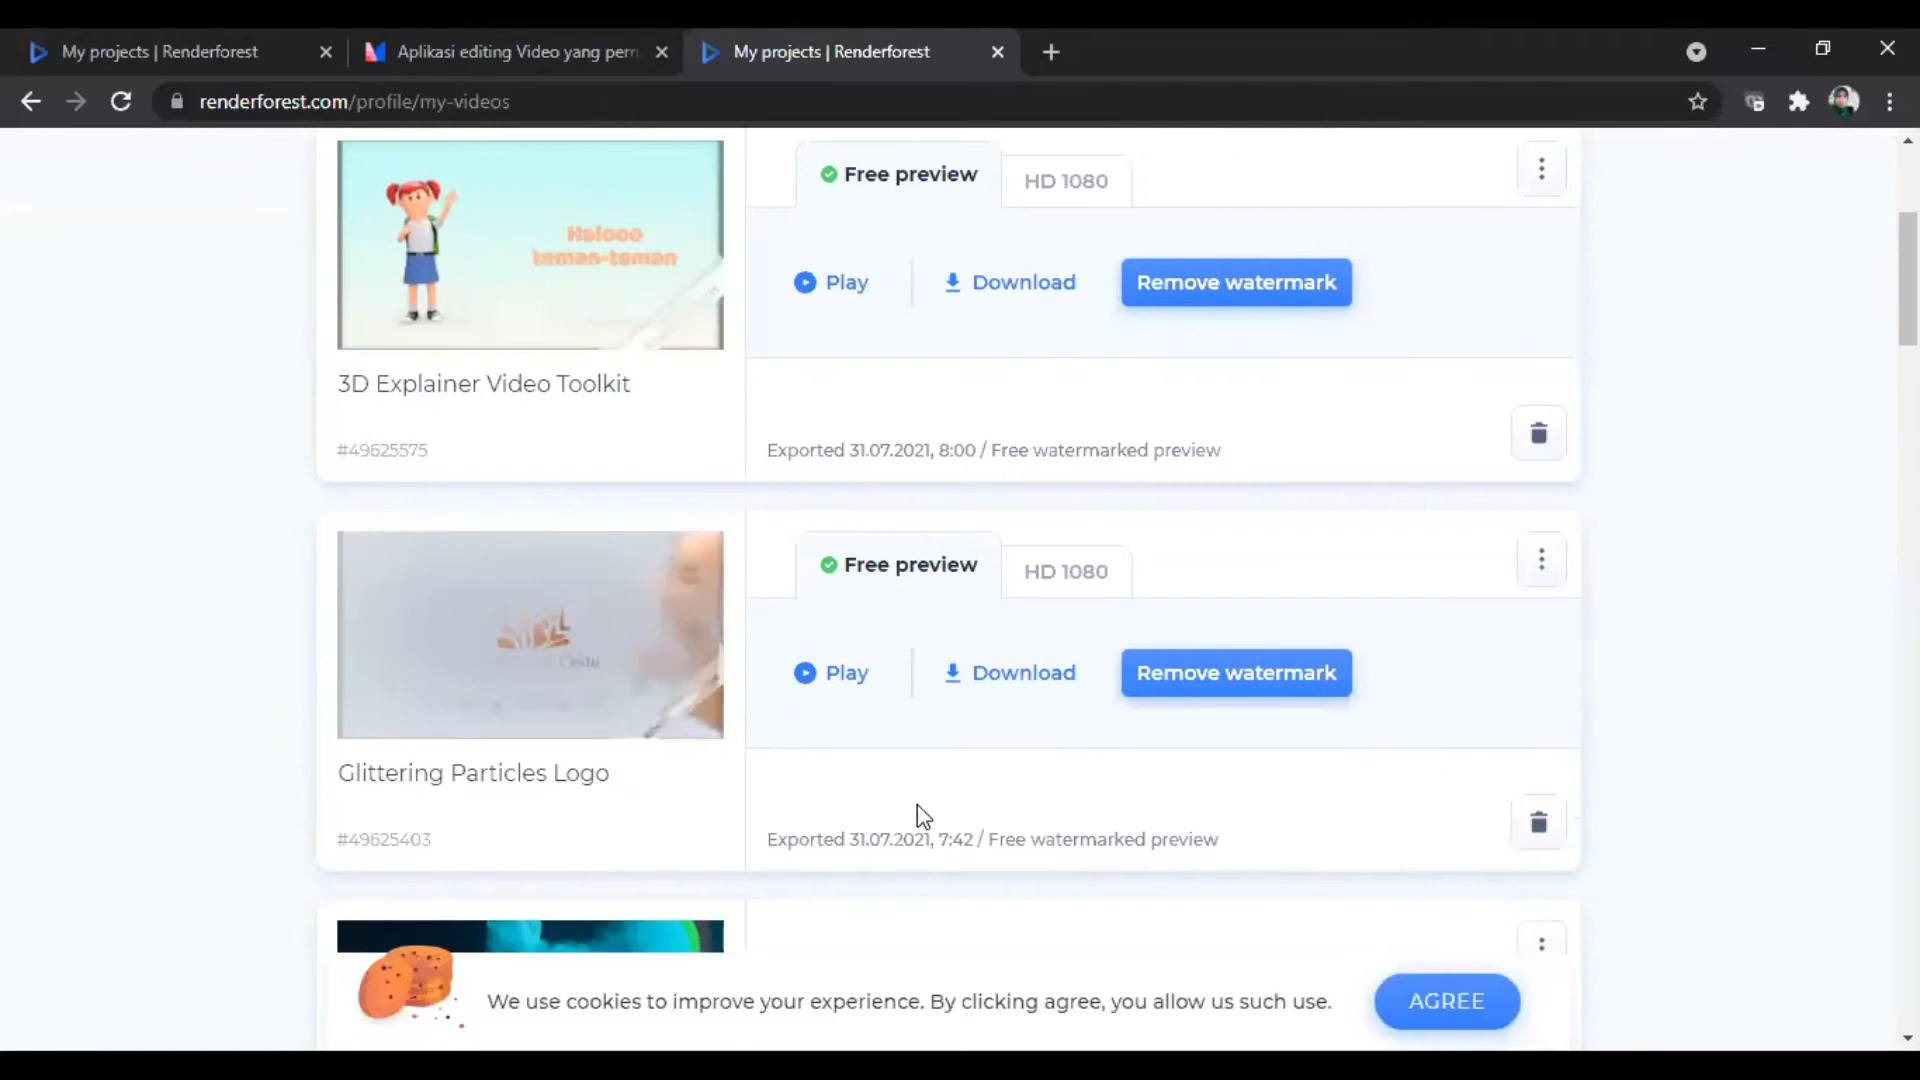 My projects | Renderforest
Aplikasi editing Video yang
My projects | Renderforest
renderforest.com/profile/my-videos
Free preview
HD 1080
Halooo
teman-teman
Play
Download
Remove watermark
3D Explainer Video Toolkit
#49625575
Exported 31.07.2021, 8:00 / Free watermarked preview
Free preview
HD 1080
Play
Download
Remove watermark
Glittering Particles Logo
#49625403
Exported 31.07.2021, 7:42 / Free watermarked preview
We use cookies to improve your experience. By clicking agree, you allow us such use.
AGREE